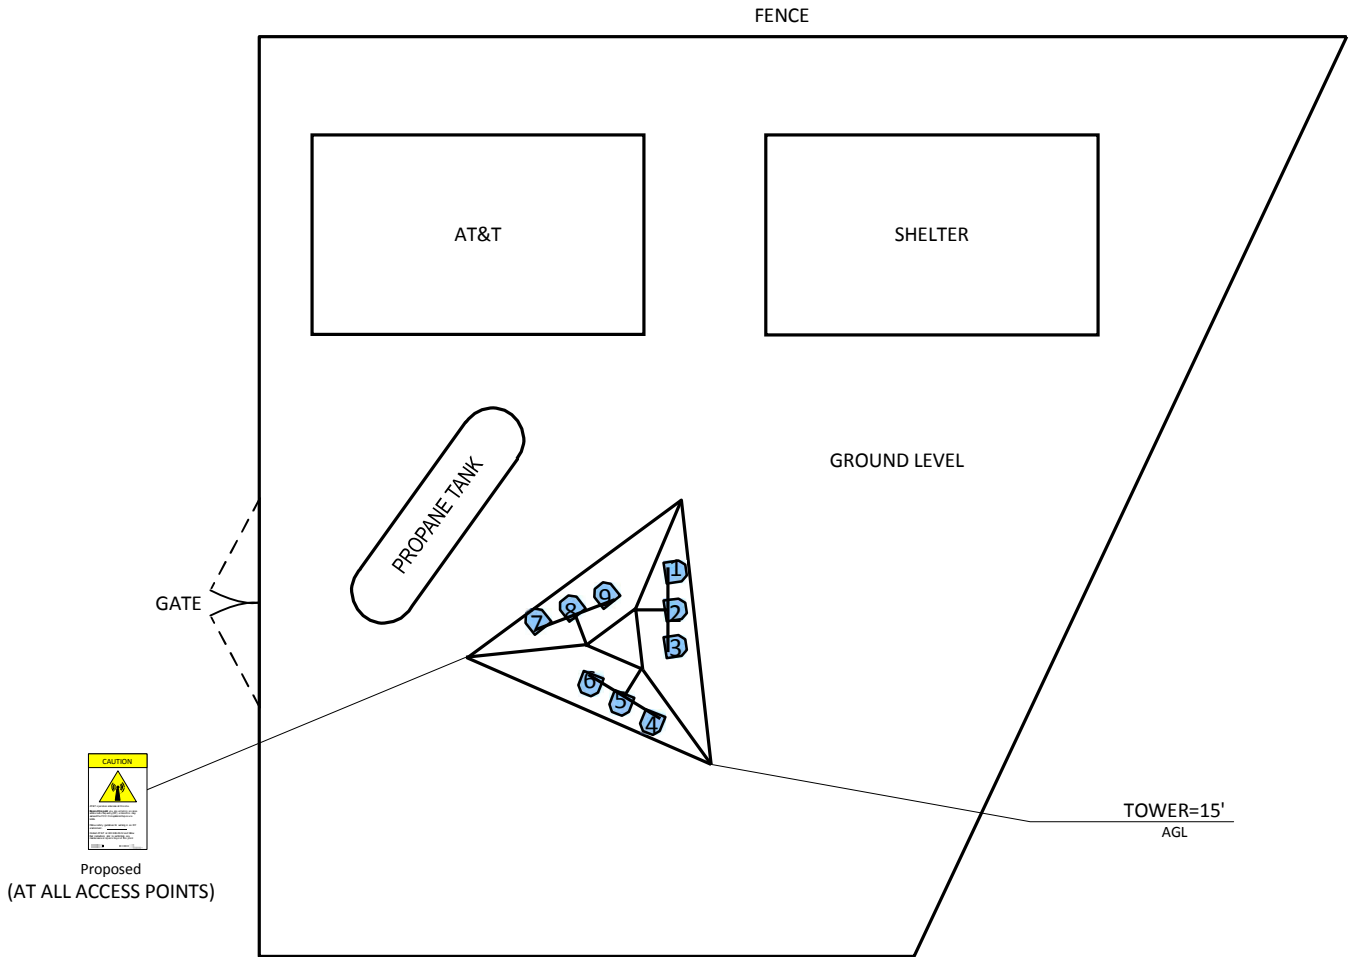 FENCE
AT&T
SHELTER
PROPANE TANK
GROUND LEVEL
1
2
3
9
8
7
6
5
4
GATE
CAUTION
TOWER=15'
AGL
Proposed
(AT ALL ACCESS POINTS)